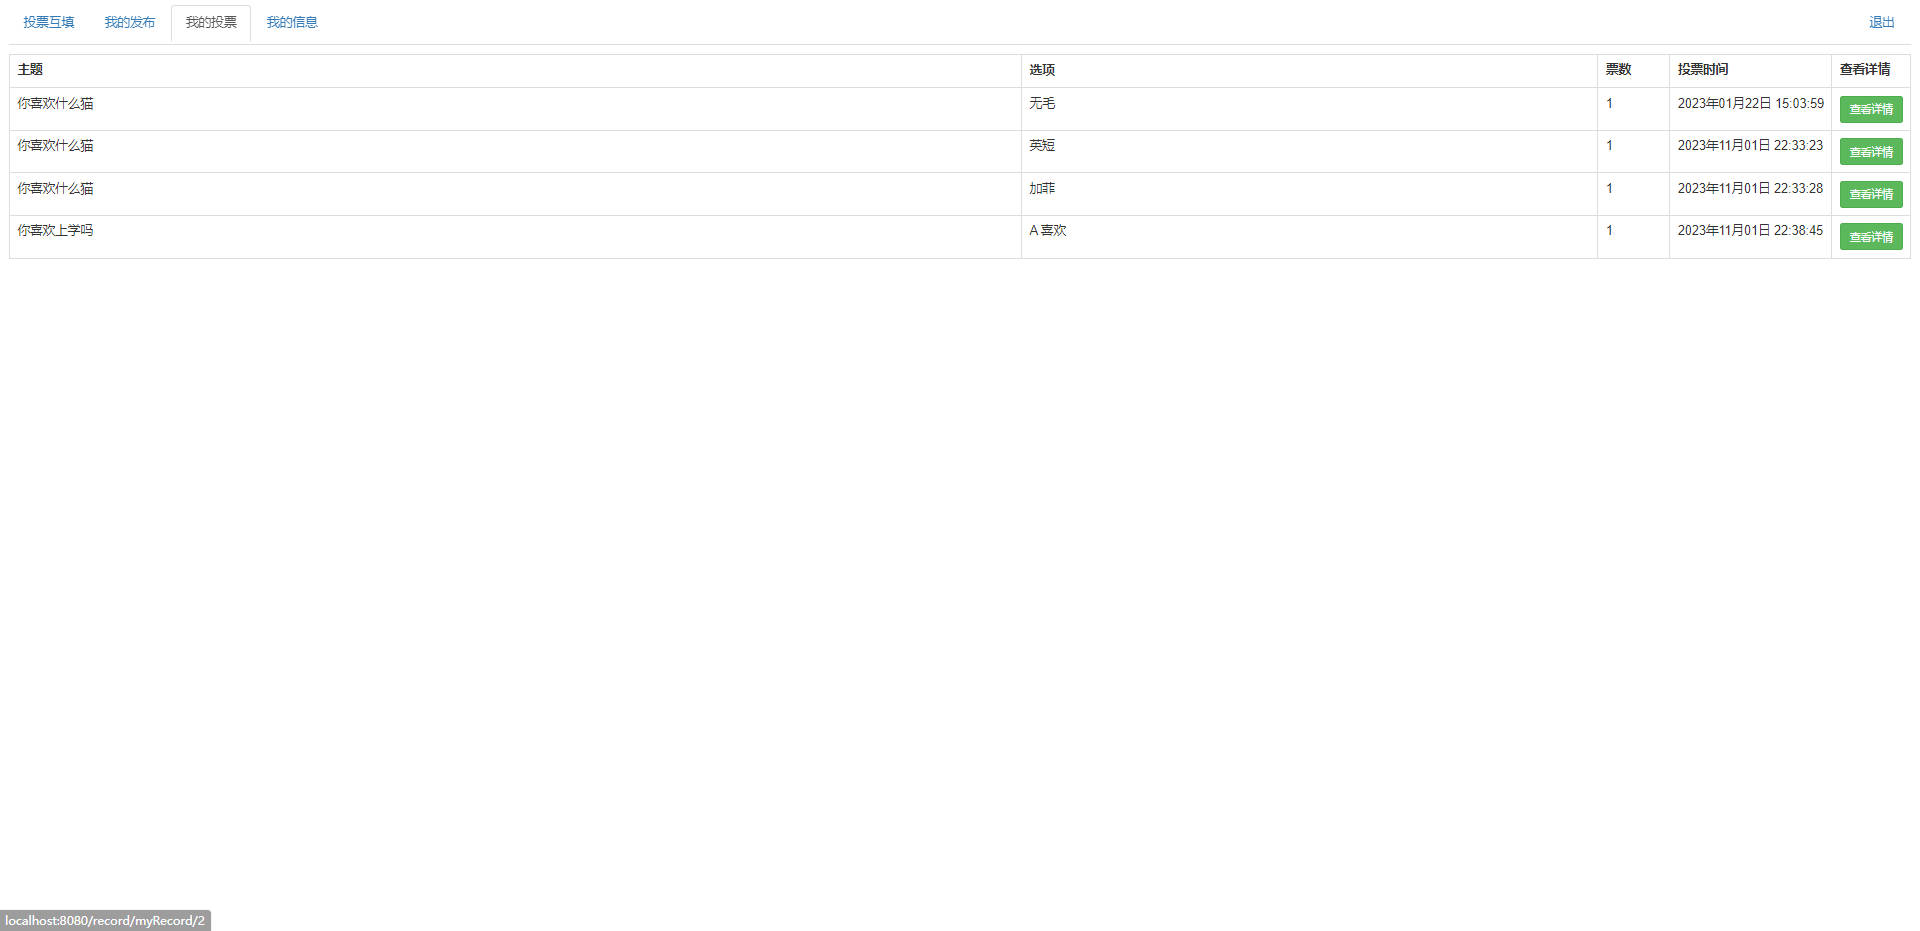 投票互填 我的发布 我的投票 我的信息 退出
主题 选项 票数 投票时间 查看详情
你喜欢什么猫 无毛 1 2023年01月22日 15:03:59 查看详情
你喜欢什么猫 英短 1 2023年11月01日 22:33:23 查看详情
你喜欢什么猫 加菲 1 2023年11月01日 22:33:28 查看详情
你喜欢上学吗 A 喜欢 1 2023年11月01日 22:38:45 查看详情
localhost:8080/record/myRecord/2